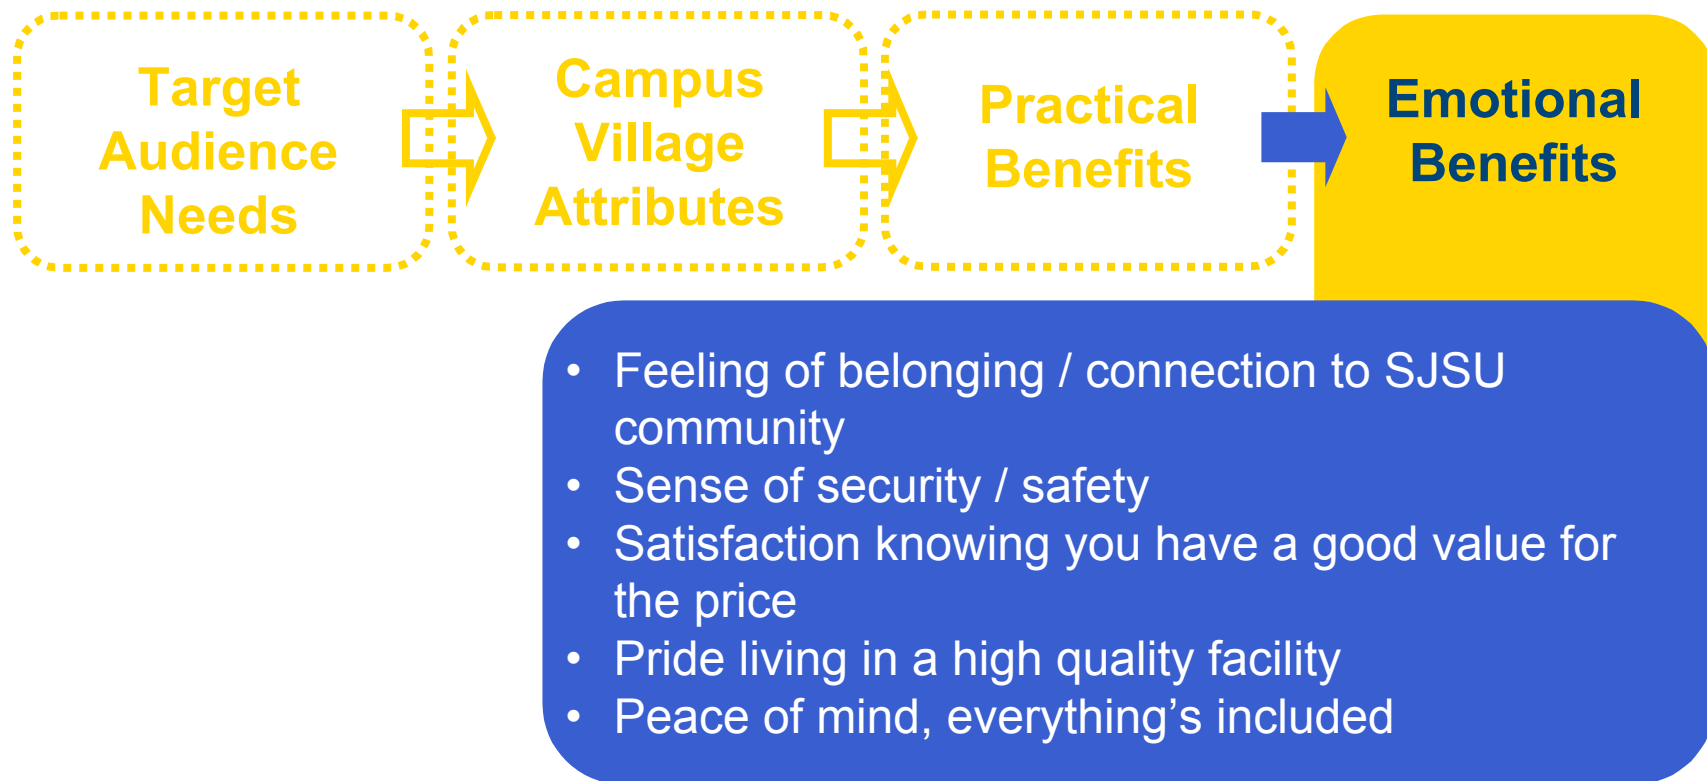 Target
Audience
Needs
Campus
Village
Attributes
Practical
Benefits
Emotional
Benefits
• Feeling of belonging / connection to SJSU
community
• Sense of security / safety
• Satisfaction knowing you have a good value for
the price
• Pride living in a high quality facility
• Peace of mind, everything’s included